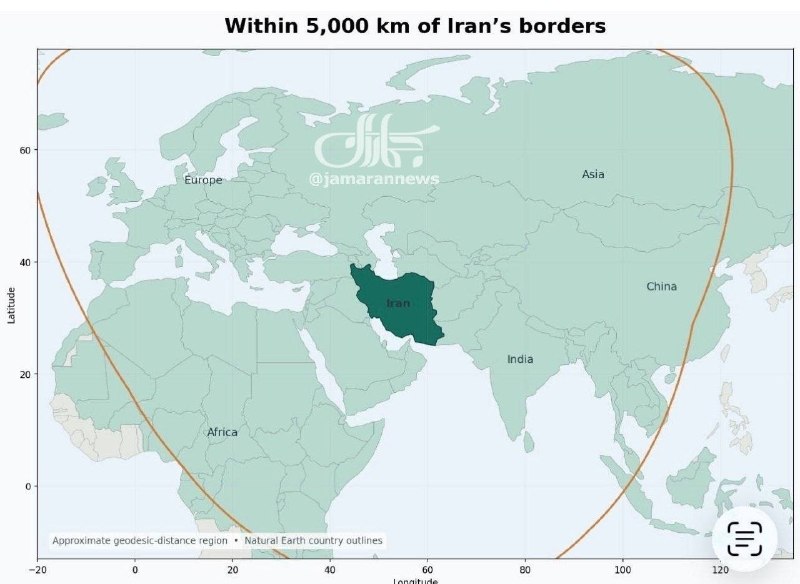 Within 5,000 km of Iran’s borders
60
40
20
0
Latitude
Europe
Asia
جماران
@jamarannews
China
Iran
India
Africa
Approximate geodesic-distance region • Natural Earth country outlines
−20
0
20
40
60
80
100
120
Longitude